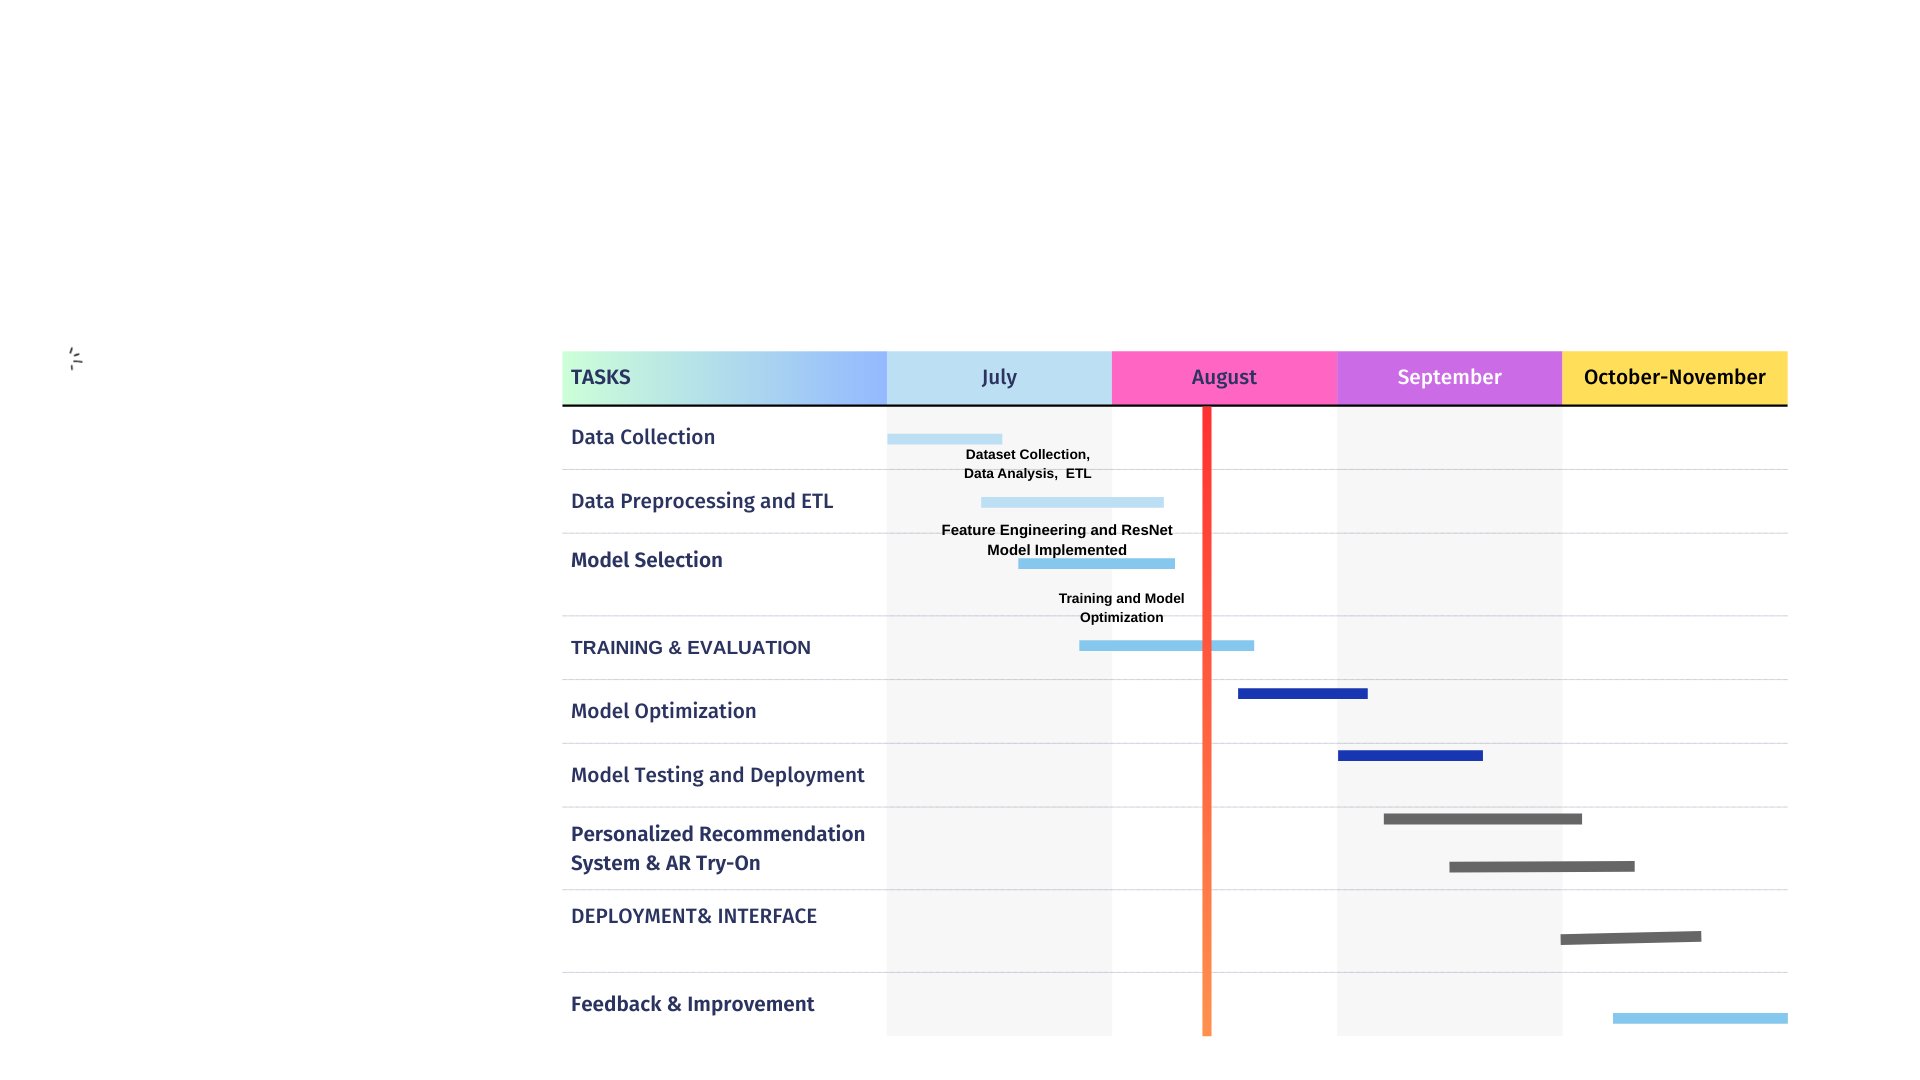 TASKS July August September October-November
Data Collection
Dataset Collection,
Data Analysis, ETL
Data Preprocessing and ETL
Feature Engineering and ResNet
Model Implemented
Model Selection
Training and Model
Optimization
TRAINING & EVALUATION
Model Optimization
Model Testing and Deployment
Personalized Recommendation
System & AR Try-On
DEPLOYMENT& INTERFACE
Feedback & Improvement